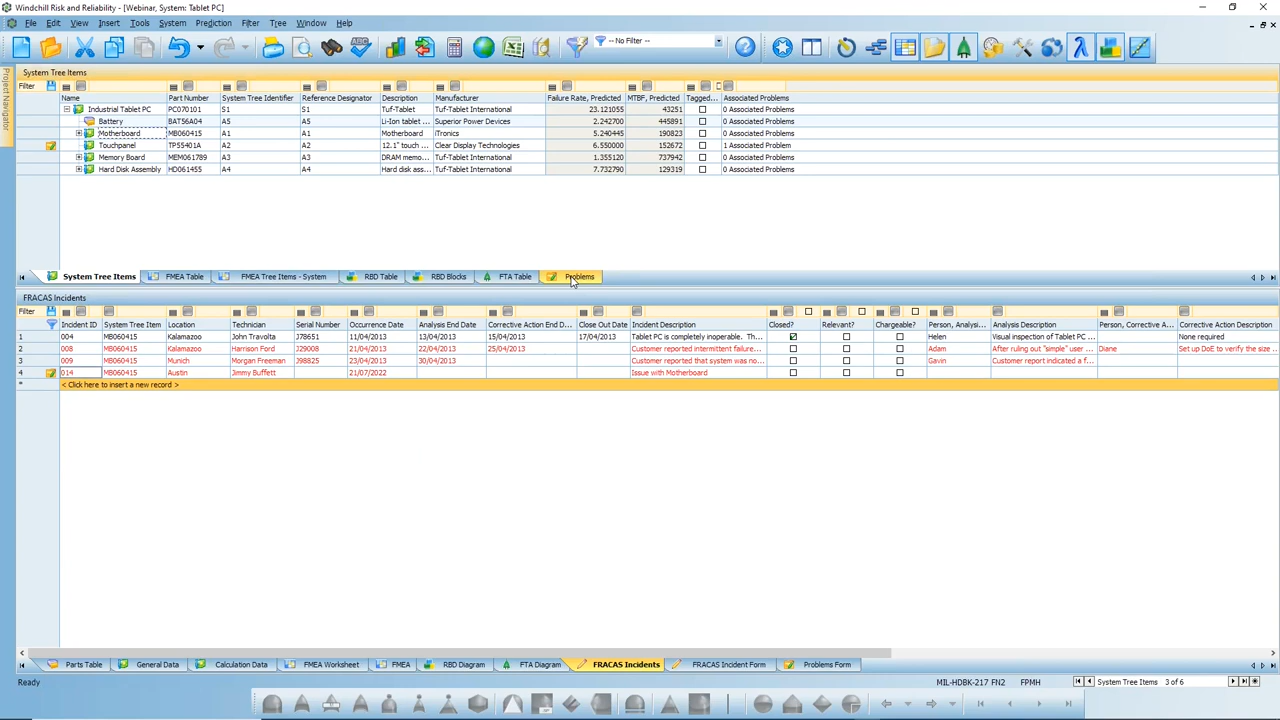 Windchill Risk and Reliability - [Webinar, System: Tablet PC]
File Edit View Insert Tools System Prediction Filter Tree Window Help
-- No Filter --
Project Navigator
System Tree Items
Filter
Name Part Number System Tree Identifier Reference Designator Description Manufacturer Failure Rate, Predicted MTBF, Predicted Tagged... Associated Problems
Industrial Tablet PC PC070101 S1 S1 Tuf-Tablet Tuf-Tablet International 23.121055 43251 0 Associated Problems
Battery BAT56A04 A5 A5 Li-Ion tablet ... Superior Power Devices 2.242700 445891 0 Associated Problems
Motherboard MB060415 A1 A1 Motherboard iTronics 5.240445 190823 0 Associated Problems
Touchpanel TP55401A A2 A2 12.1" touch ... Clear Display Technologies 6.550000 152672 1 Associated Problem
Memory Board MEM061789 A3 A3 DRAM memo... Tuf-Tablet International 1.355120 737942 0 Associated Problems
Hard Disk Assembly HD061455 A4 A4 Hard disk ass... Tuf-Tablet International 7.732790 129319 0 Associated Problems
System Tree Items FMEA Table FMEA Tree Items - System RBD Table RBD Blocks FTA Table Problems
FRACAS Incidents
Filter
Incident ID System Tree Item Location Technician Serial Number Occurrence Date Analysis End Date Corrective Action End D... Close Out Date Incident Description Closed? Relevant? Chargeable? Person, Analysi... Analysis Description Person, Corrective A... Corrective Action Description
1 004 MB060415 Kalamazoo John Travolta J78651 11/04/2013 13/04/2013 15/04/2013 17/04/2013 Tablet PC is completely inoperable. Th... Helen Visual inspection of Tablet PC ... None required
2 008 MB060415 Kalamazoo Harrison Ford J29008 21/04/2013 22/04/2013 25/04/2013 Customer reported intermittent failure... Adam After ruling out "simple" user ... Diane Set up DoE to verify the size ...
3 009 MB060415 Munich Morgan Freeman J98825 23/04/2013 30/04/2013 Customer reported that system was no... Gavin Customer report indicated a f...
4 014 MB060415 Austin Jimmy Buffett 21/07/2022 Issue with Motherboard
* < Click here to insert a new record >
Parts Table General Data Calculation Data FMEA Worksheet FMEA RBD Diagram FTA Diagram FRACAS Incidents FRACAS Incident Form Problems Form
Ready MIL-HDBK-217 FN2 FPMH System Tree Items 3 of 6